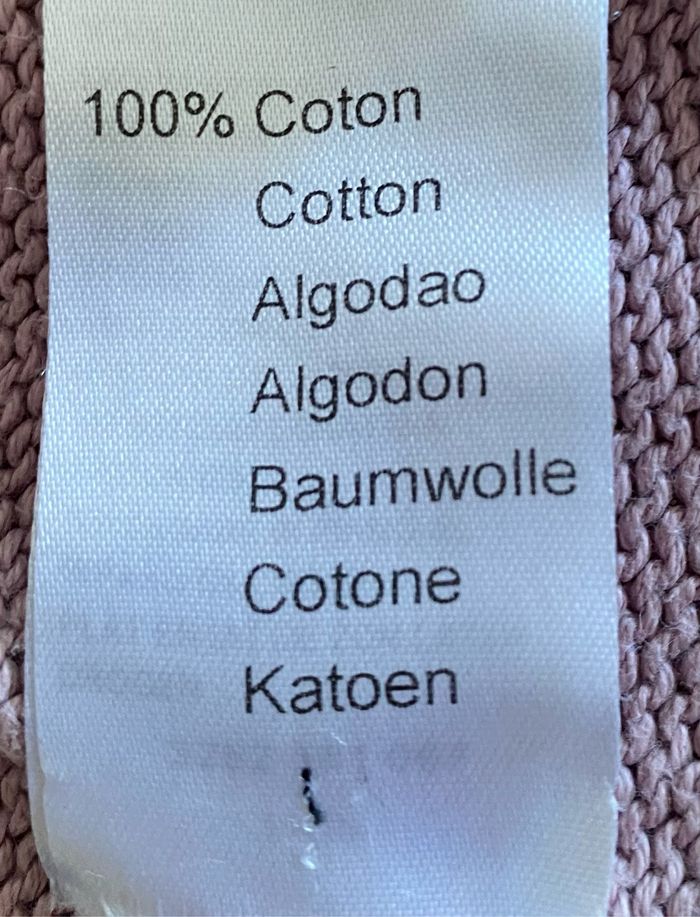 100% Coton
Cotton
Algodao
Algodon
Baumwolle
Cotone
Katoen